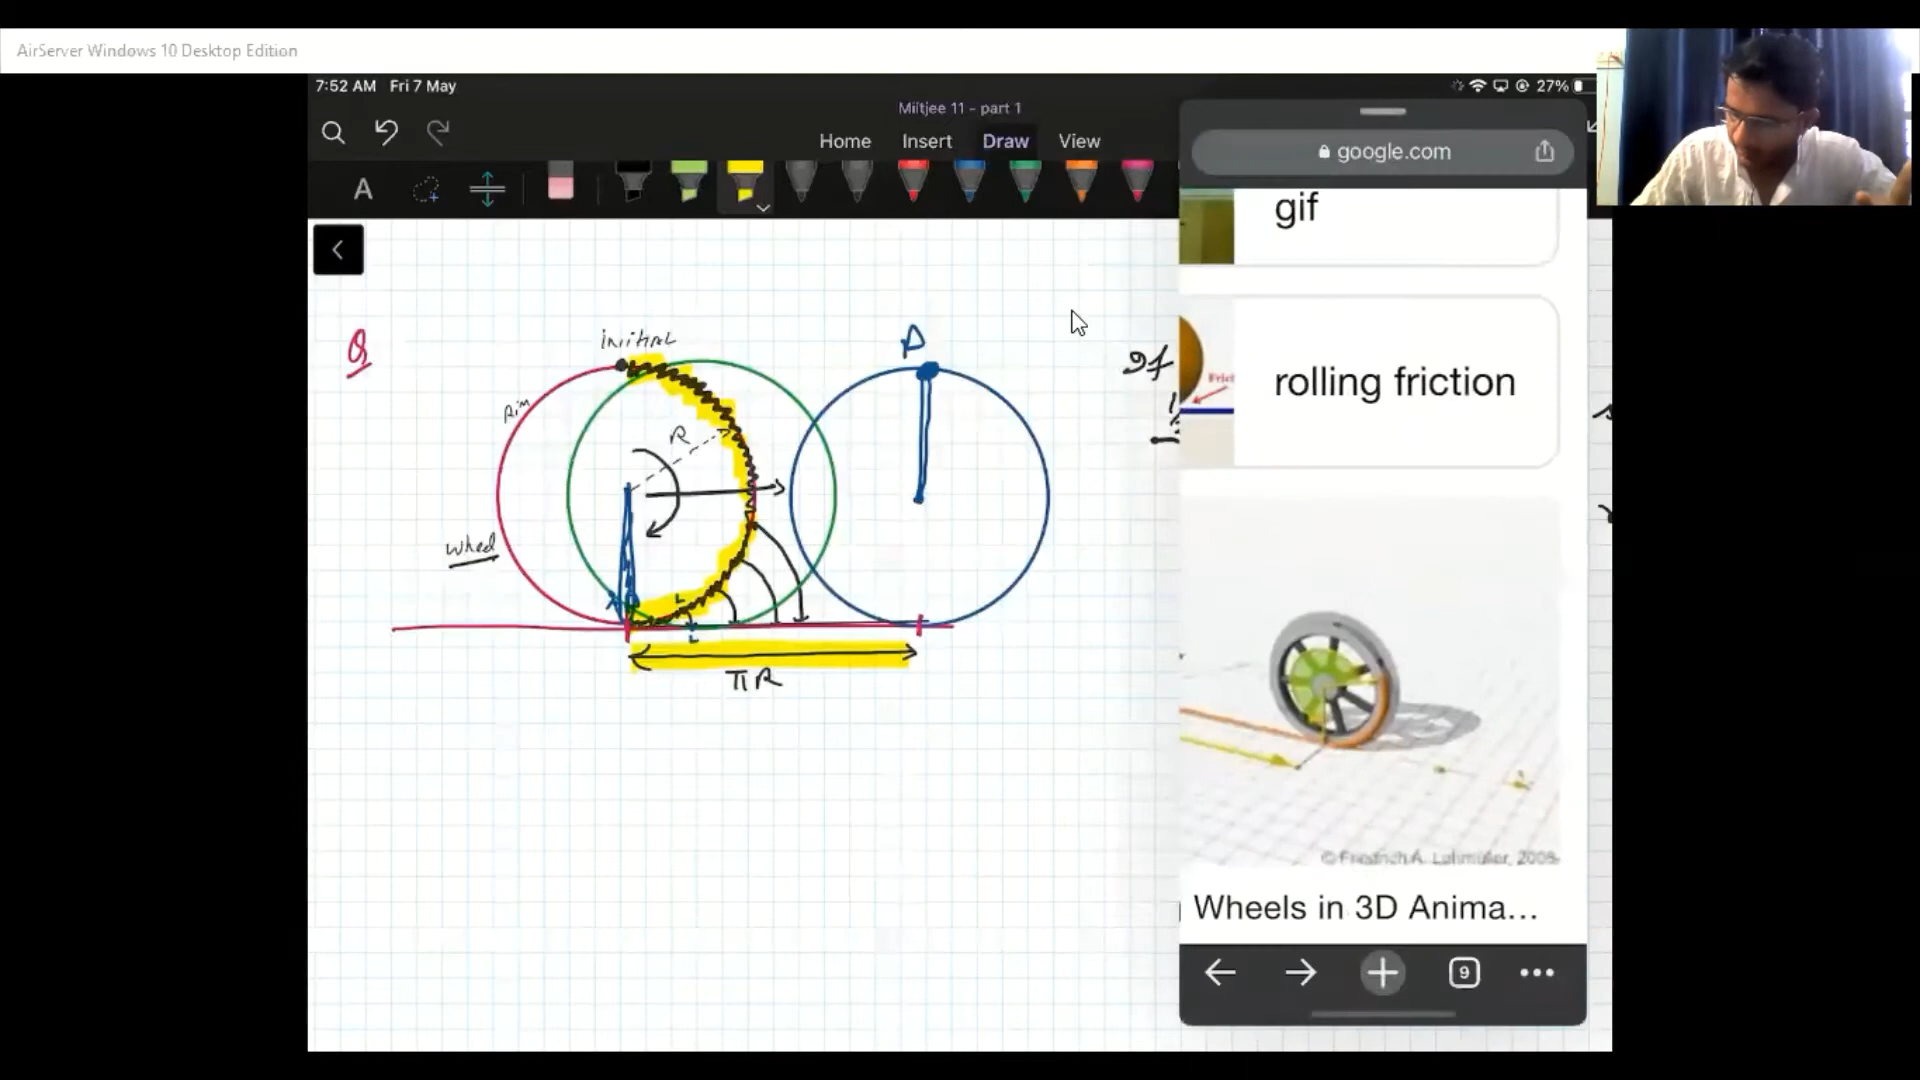 AirServer Windows 10 Desktop Edition
7:52 AM Fri 7 May
27%
Miltjee 11 - part 1
Home Insert Draw View
A
google.com
gif
rolling friction
Q
initial
Rim
R
wheel
L
L
πR
If
© Friedrich A. Lohmüller, 2008
Wheels in 3D Anima...
9